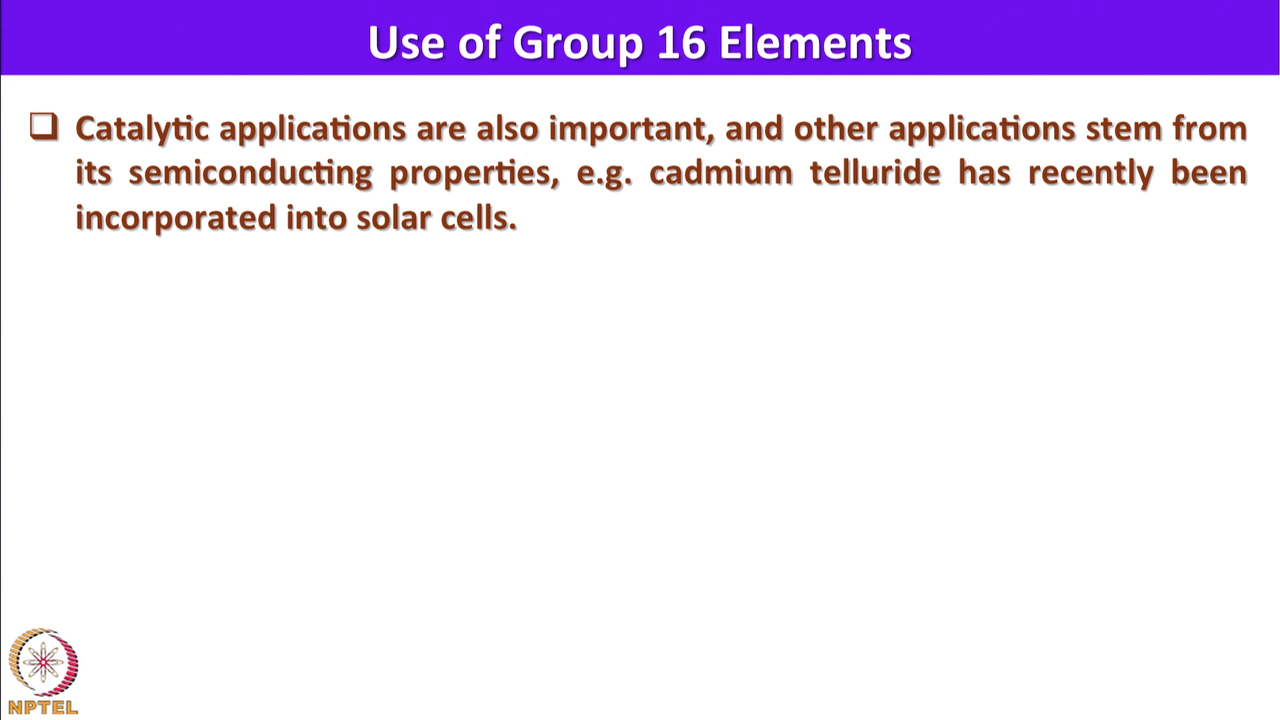 Use of Group 16 Elements
❑ Catalytic applications are also important, and other applications stem from
its semiconducting properties, e.g. cadmium telluride has recently been
incorporated into solar cells.
NPTEL